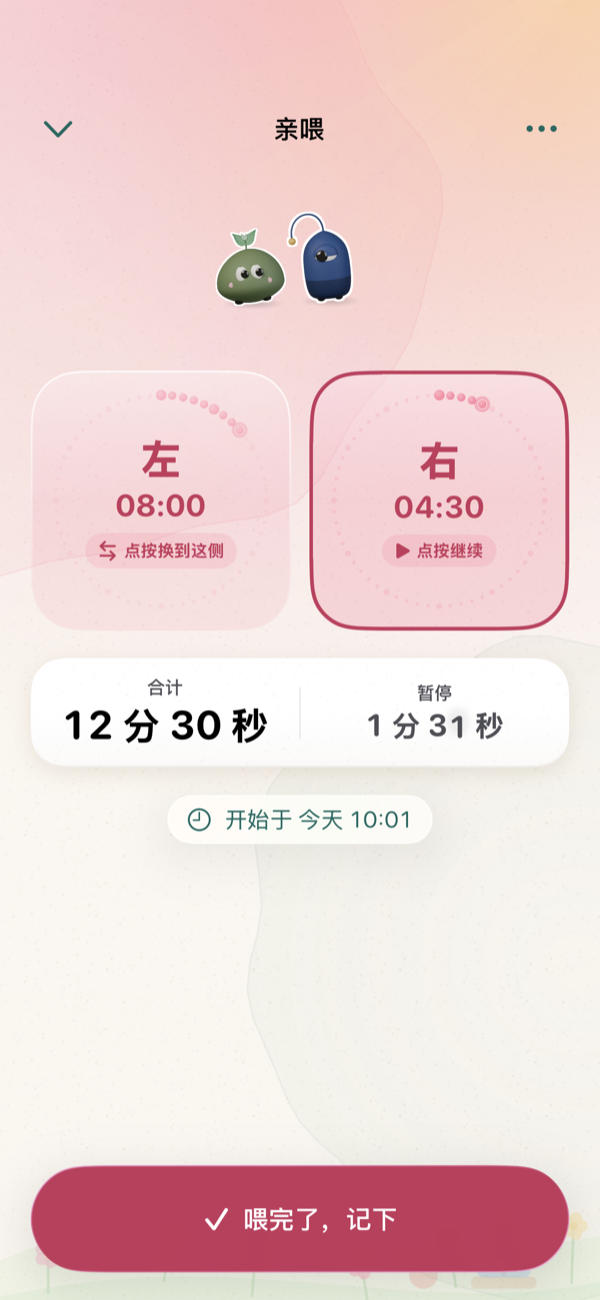 亲喂
左
08:00
点按换到这侧
右
04:30
点按继续
合计
12 分 30 秒
暂停
1 分 31 秒
开始于 今天 10:01
喂完了，记下